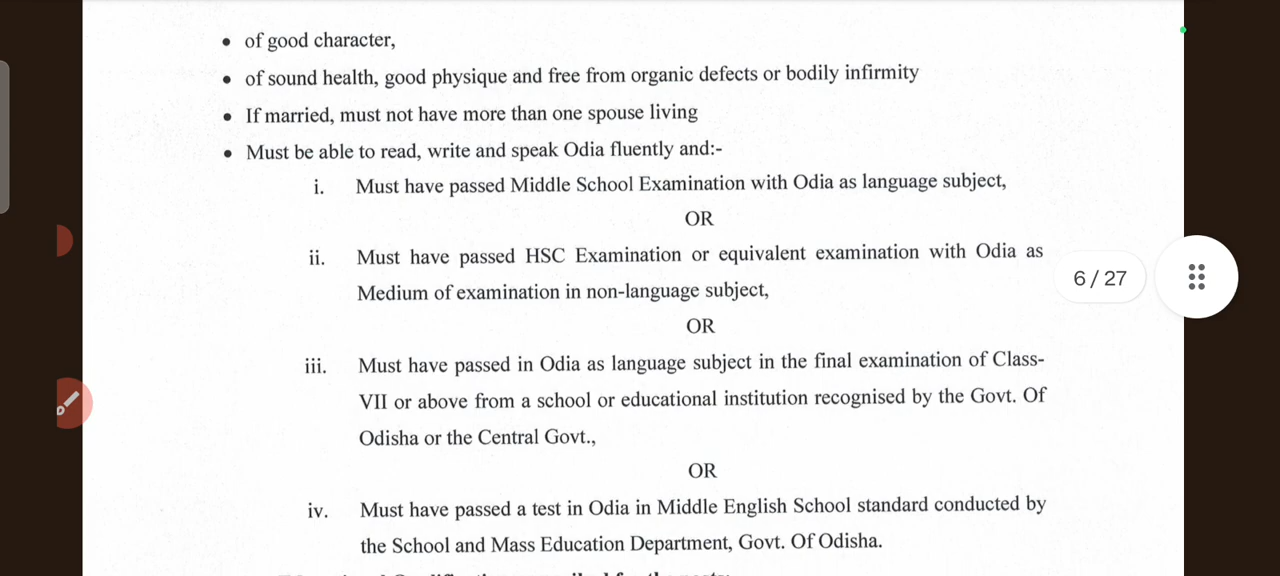 • of good character,
• of sound health, good physique and free from organic defects or bodily infirmity
• If married, must not have more than one spouse living
• Must be able to read, write and speak Odia fluently and:-
i. Must have passed Middle School Examination with Odia as language subject,
OR
ii. Must have passed HSC Examination or equivalent examination with Odia as
Medium of examination in non-language subject,
6 / 27
OR
iii. Must have passed in Odia as language subject in the final examination of Class-
VII or above from a school or educational institution recognised by the Govt. Of
Odisha or the Central Govt.,
OR
iv. Must have passed a test in Odia in Middle English School standard conducted by
the School and Mass Education Department, Govt. Of Odisha.